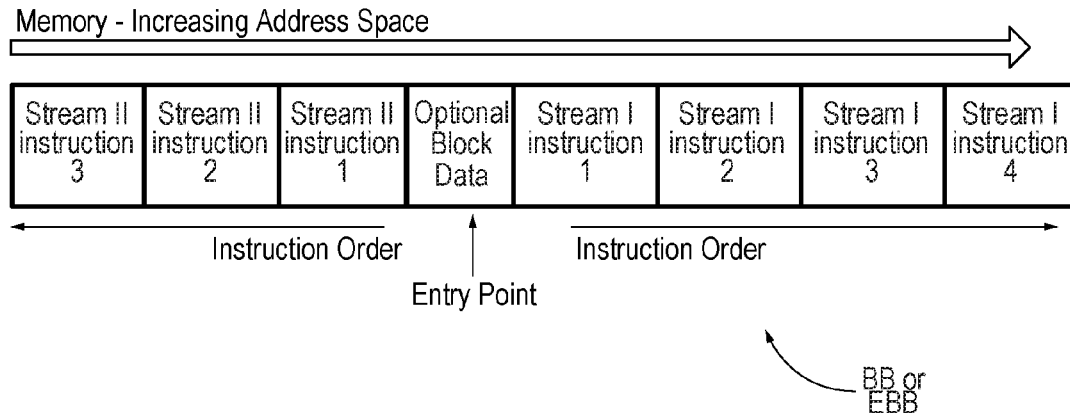 Memory - Increasing Address Space
Stream II
instruction
3
Stream II
instruction
2
Stream II
instruction
1
Optional
Block
Data
Stream I
instruction
1
Stream I
instruction
2
Stream I
instruction
3
Stream I
instruction
4
Instruction Order
Instruction Order
Entry Point
BB or
EBB